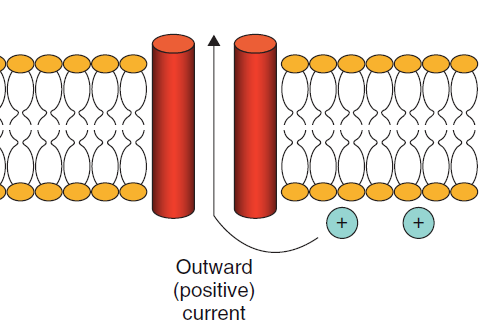 + +
Outward
(positive)
current